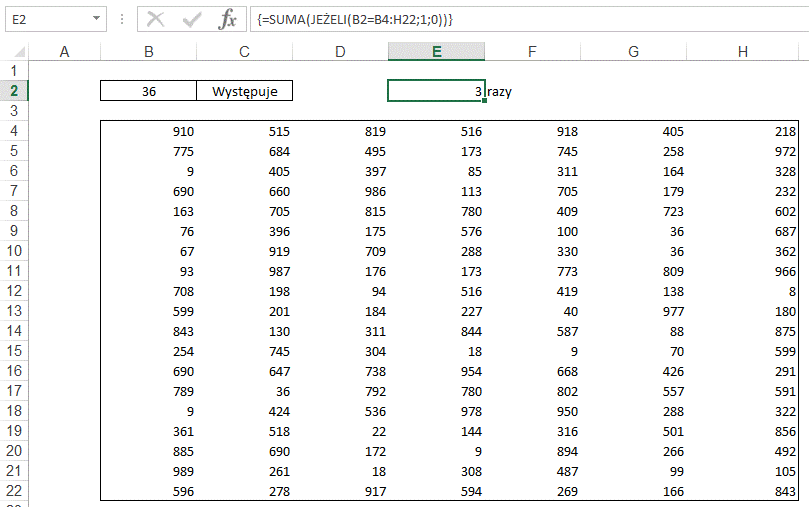 E2 fx {=SUMA(JEŻELI(B2=B4:H22;1;0))}
A B C D E F G H
1
2 36 Występuje 3 razy
3
4 910 515 819 516 918 405 218
5 775 684 495 173 745 258 972
6 9 405 397 85 311 164 328
7 690 660 986 113 705 179 232
8 163 705 815 780 409 723 602
9 76 396 175 576 100 36 687
10 67 919 709 288 330 36 362
11 93 987 176 173 773 809 966
12 708 198 94 516 419 138 8
13 599 201 184 227 40 977 180
14 843 130 311 844 587 88 875
15 254 745 304 18 9 70 599
16 690 647 738 954 668 426 291
17 789 36 792 780 802 557 591
18 9 424 536 978 950 288 322
19 361 518 22 144 316 501 856
20 885 690 172 9 894 266 492
21 989 261 18 308 487 99 105
22 596 278 917 594 269 166 843